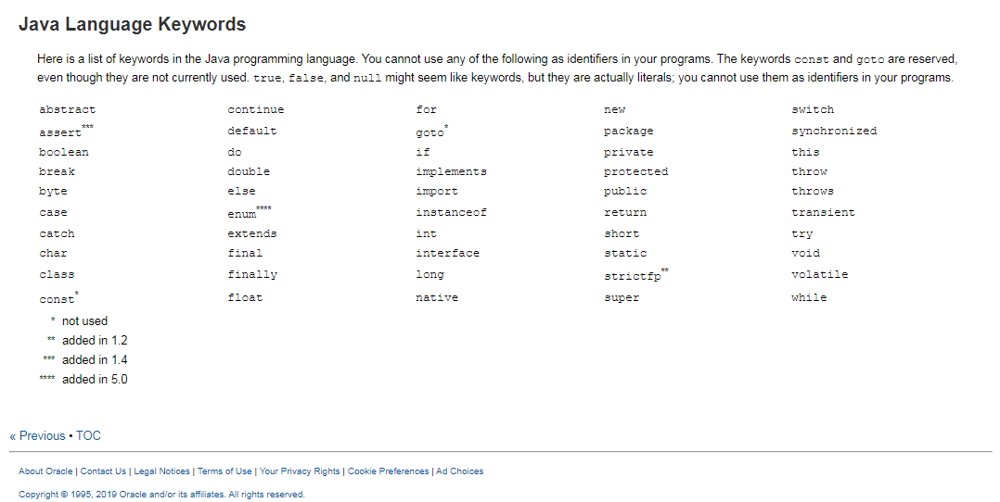 Java Language Keywords
Here is a list of keywords in the Java programming language. You cannot use any of the following as identifiers in your programs. The keywords const and goto are reserved,
even though they are not currently used. true, false, and null might seem like keywords, but they are actually literals; you cannot use them as identifiers in your programs.
abstract continue for new switch
assert*** default goto* package synchronized
boolean do if private this
break double implements protected throw
byte else import public throws
case enum**** instanceof return transient
catch extends int short try
char final interface static void
class finally long strictfp** volatile
const* float native super while
* not used
** added in 1.2
*** added in 1.4
**** added in 5.0
« Previous • TOC
About Oracle | Contact Us | Legal Notices | Terms of Use | Your Privacy Rights | Cookie Preferences | Ad Choices
Copyright © 1995, 2019 Oracle and/or its affiliates. All rights reserved.